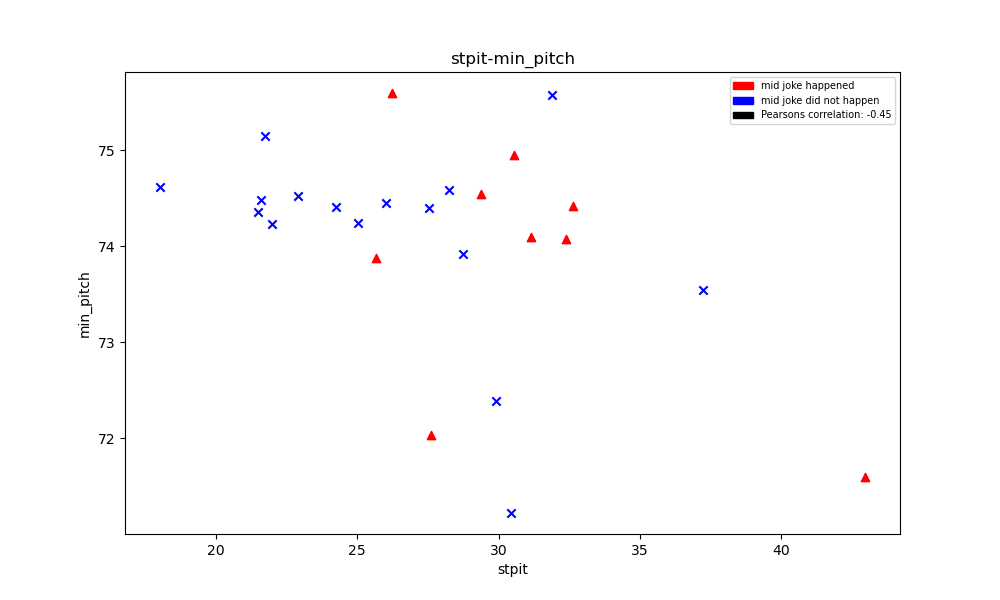 stpit-min_pitch
mid joke happened
mid joke did not happen
Pearsons correlation: -0.45
75
74
73
72
min_pitch
20 25 30 35 40
stpit